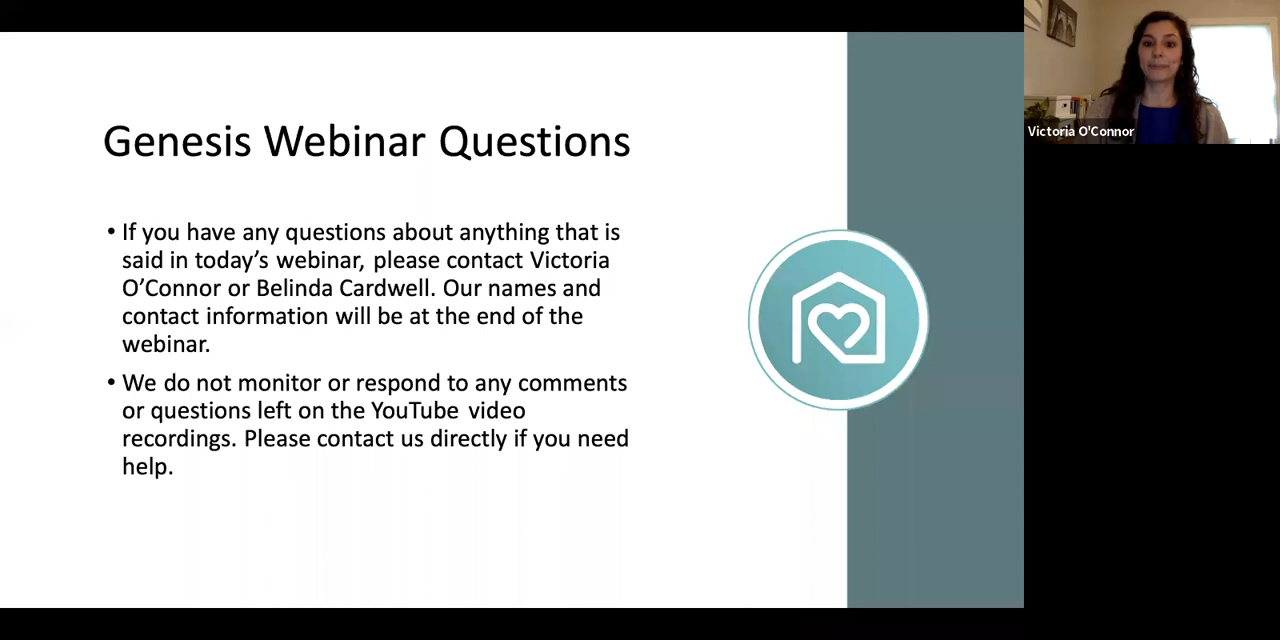 Genesis Webinar Questions
• If you have any questions about anything that is
said in today’s webinar, please contact Victoria
O’Connor or Belinda Cardwell. Our names and
contact information will be at the end of the
webinar.
• We do not monitor or respond to any comments
or questions left on the YouTube video
recordings. Please contact us directly if you need
help.
Victoria O'Connor